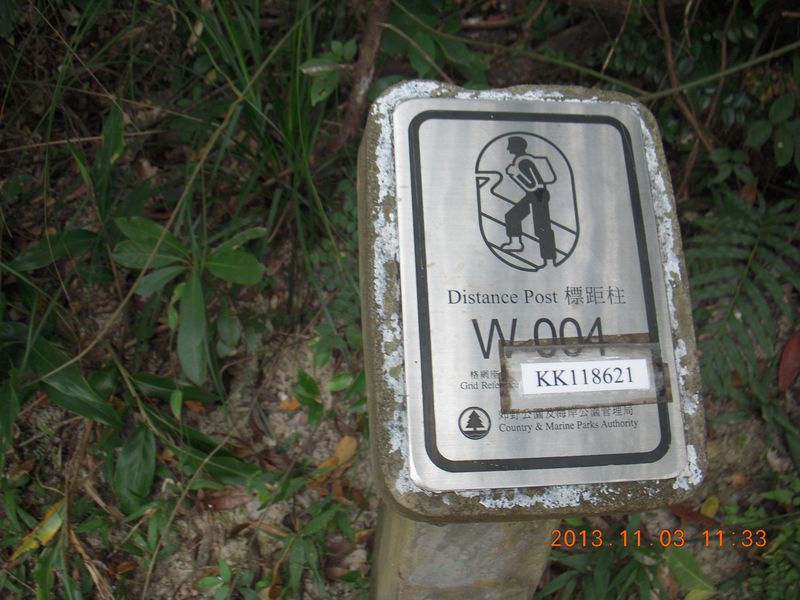 Distance Post 標距柱
W 004
格網座
Grid Reference
KK118621
郊野公園及海岸公園管理局
Country & Marine Parks Authority
2013.11.03 11:33